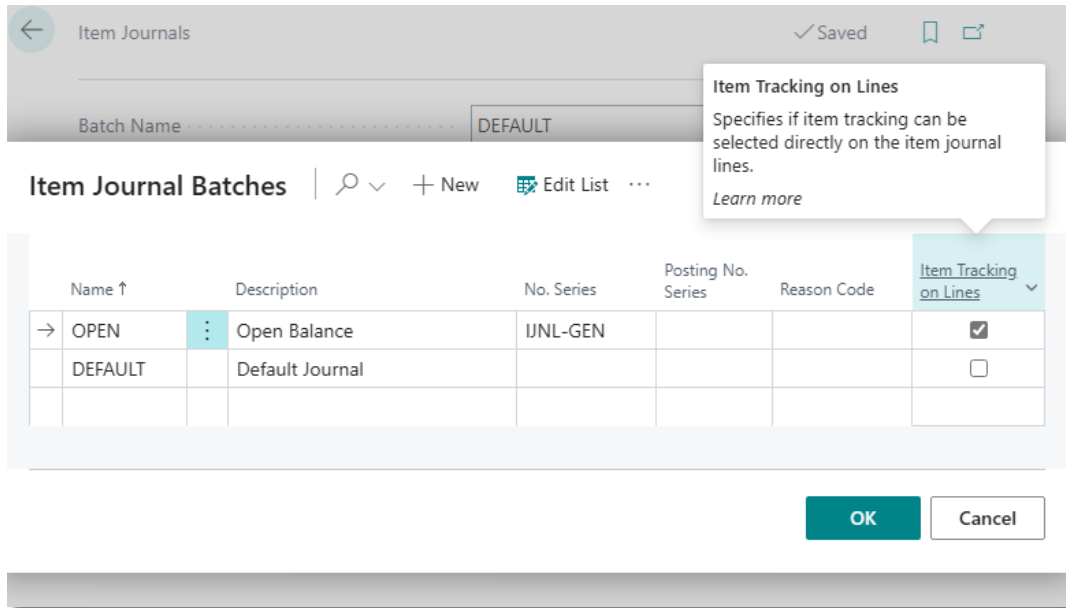 Item Journals
Saved
Batch Name
DEFAULT
Item Tracking on Lines
Specifies if item tracking can be
selected directly on the item journal
lines.
Learn more
Item Journal Batches
New
Edit List
Name ↑
Description
No. Series
Posting No.
Series
Reason Code
Item Tracking
on Lines
OPEN
Open Balance
IJNL-GEN
DEFAULT
Default Journal
OK
Cancel